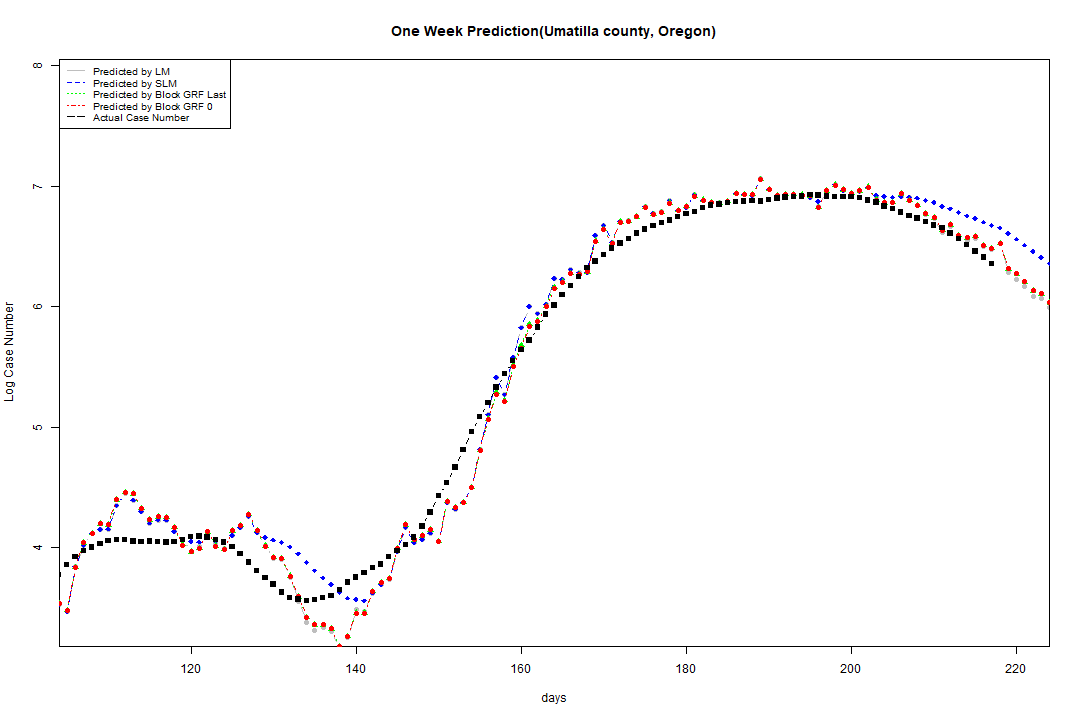 One Week Prediction(Umatilla county, Oregon)
Predicted by LM
Predicted by SLM
Predicted by Block GRF Last
Predicted by Block GRF 0
Actual Case Number
8
7
6
5
4
Log Case Number
120 140 160 180 200 220
days